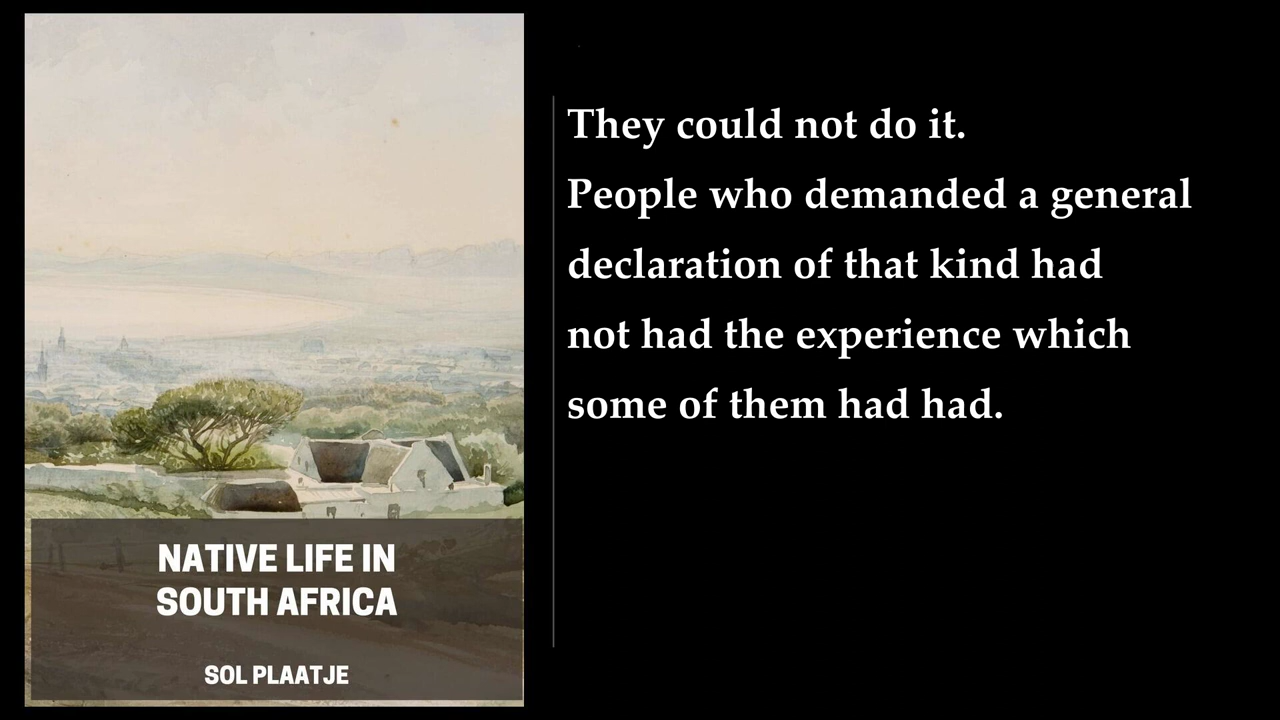 They could not do it.
People who demanded a general
declaration of that kind had
not had the experience which
some of them had had.
NATIVE LIFE IN
SOUTH AFRICA
SOL PLAATJE